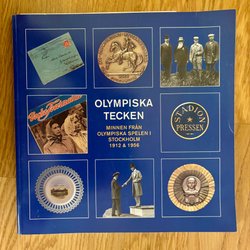 OLYMPISKA
TECKEN
MINNEN FRÅN
OLYMPISKA SPELEN I
STOCKHOLM
1912 & 1956
STADION
PRESSEN